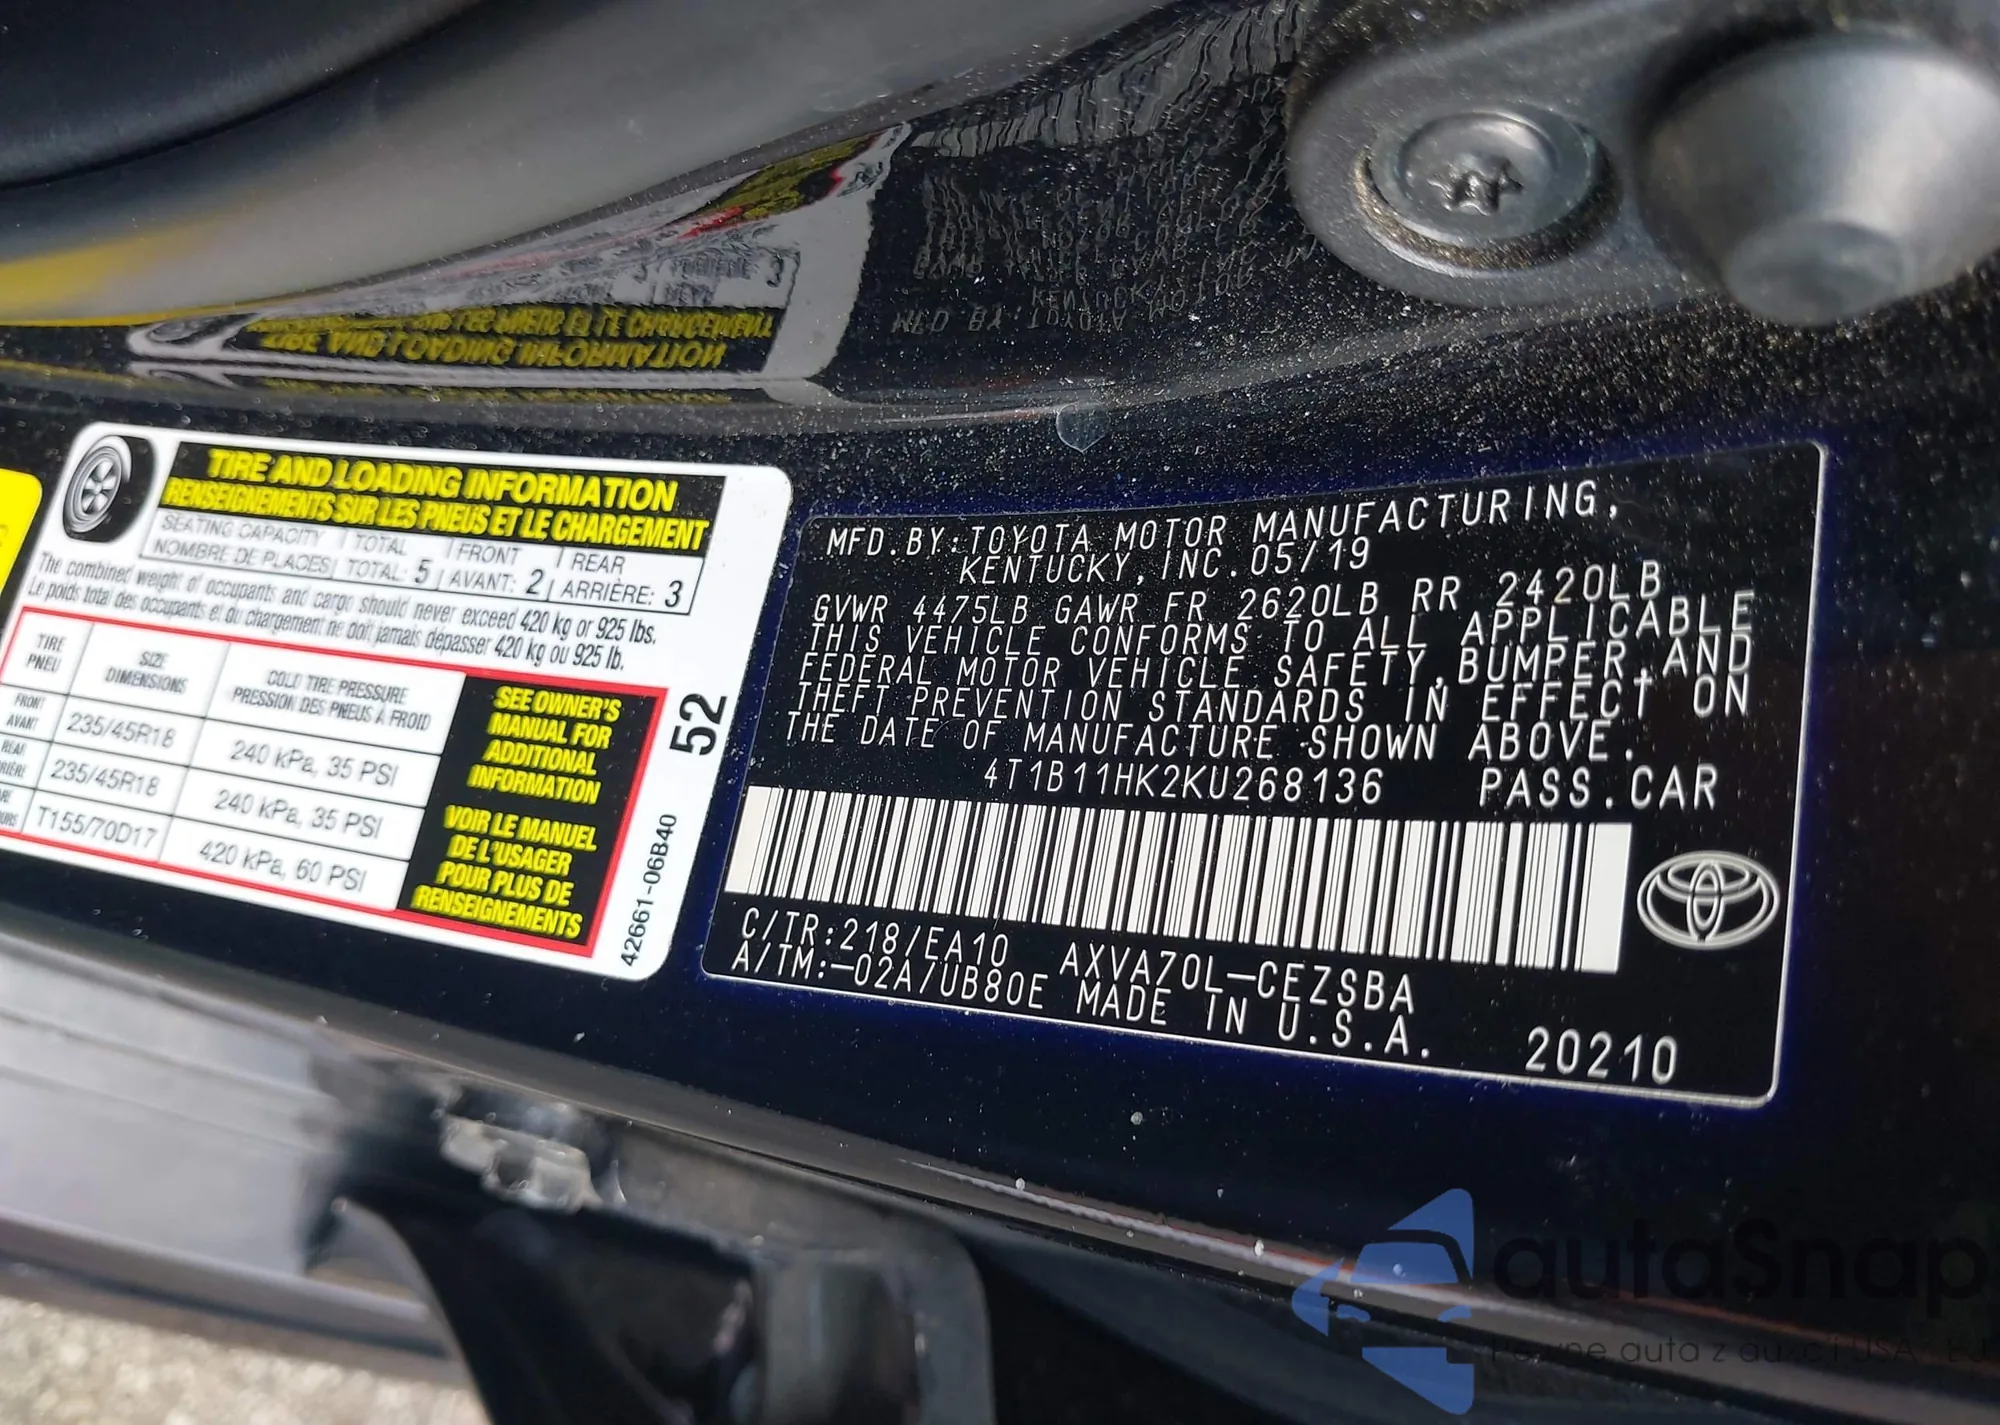 TIRE AND LOADING INFORMATION
RENSEIGNEMENTS SUR LES PNEUS ET LE CHARGEMENT
SEATING CAPACITY TOTAL FRONT REAR
NOMBRE DE PLACES TOTAL: 5 AVANT: 2 ARRIÈRE: 3
The combined weight of occupants and cargo should never exceed 420 kg or 925 lbs.
Le poids total des occupants et du chargement ne doit jamais dépasser 420 kg ou 925 lb.
TIRE SIZE COLD TIRE PRESSURE
PNEU DIMENSIONS PRESSION DES PNEUS À FROID
FRONT
AVANT 235/45R18 240 kPa, 35 PSI
REAR
235/45R18 240 kPa, 35 PSI
T155/70D17 420 kPa, 60 PSI
SEE OWNER'S
MANUAL FOR
ADDITIONAL
INFORMATION
VOIR LE MANUEL
DE L'USAGER
POUR PLUS DE
RENSEIGNEMENTS
52
42661-06B40
MFD.BY:TOYOTA MOTOR MANUFACTURING,
KENTUCKY,INC.05/19
GVWR 4475LB GAWR FR 2620LB RR 2420LB
THIS VEHICLE CONFORMS TO ALL APPLICABLE
FEDERAL MOTOR VEHICLE SAFETY,BUMPER,AND
THEFT PREVENTION STANDARDS IN EFFECT ON
THE DATE OF MANUFACTURE SHOWN ABOVE.
4T1B11HK2KU268136 PASS.CAR
C/TR:218/EA10 AXVA70L-CEZSBA
A/TM:-02A/UB80E MADE IN U.S.A. 20210
autaSnap
Pewne auta z aukcji USA